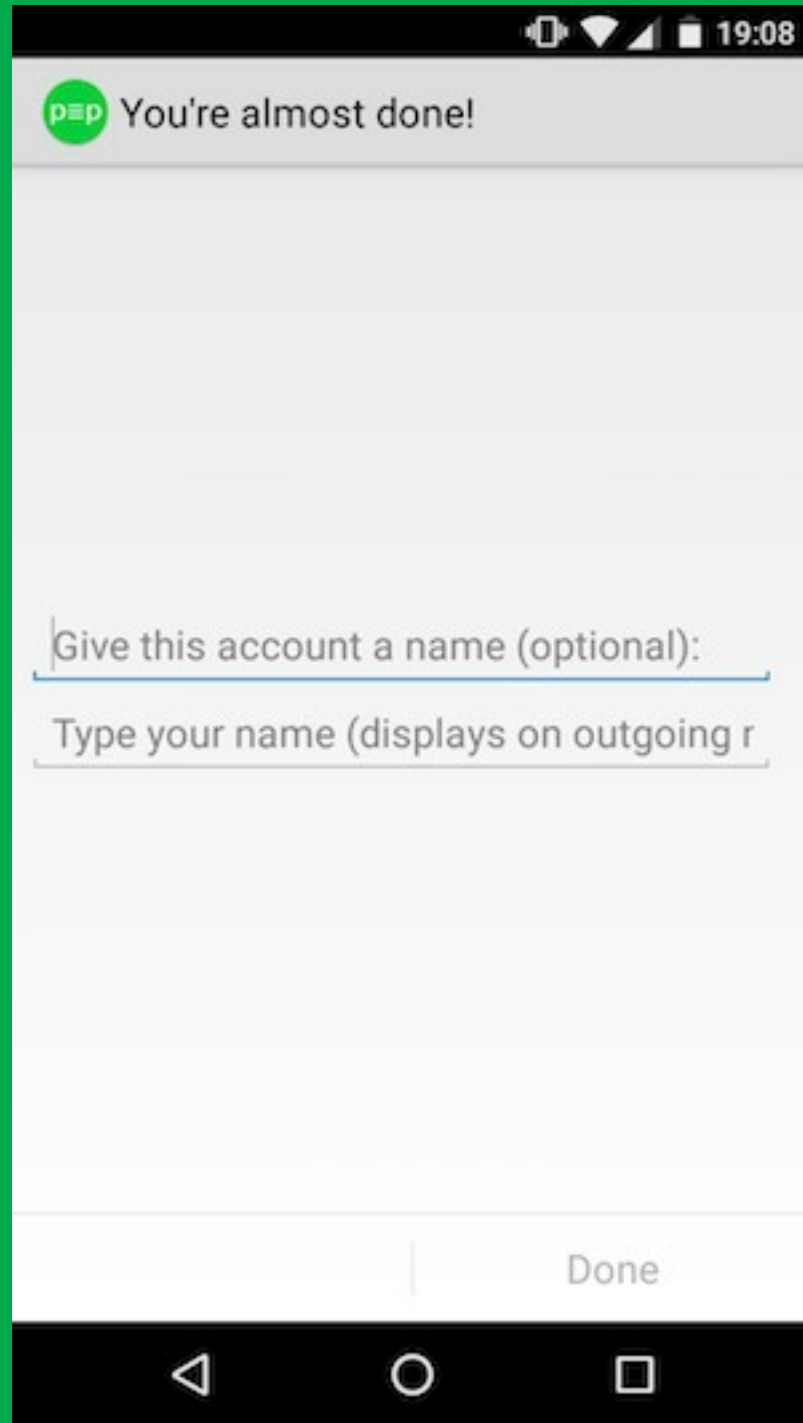 19:08
p≡p You're almost done!
Give this account a name (optional):
Type your name (displays on outgoing
Done